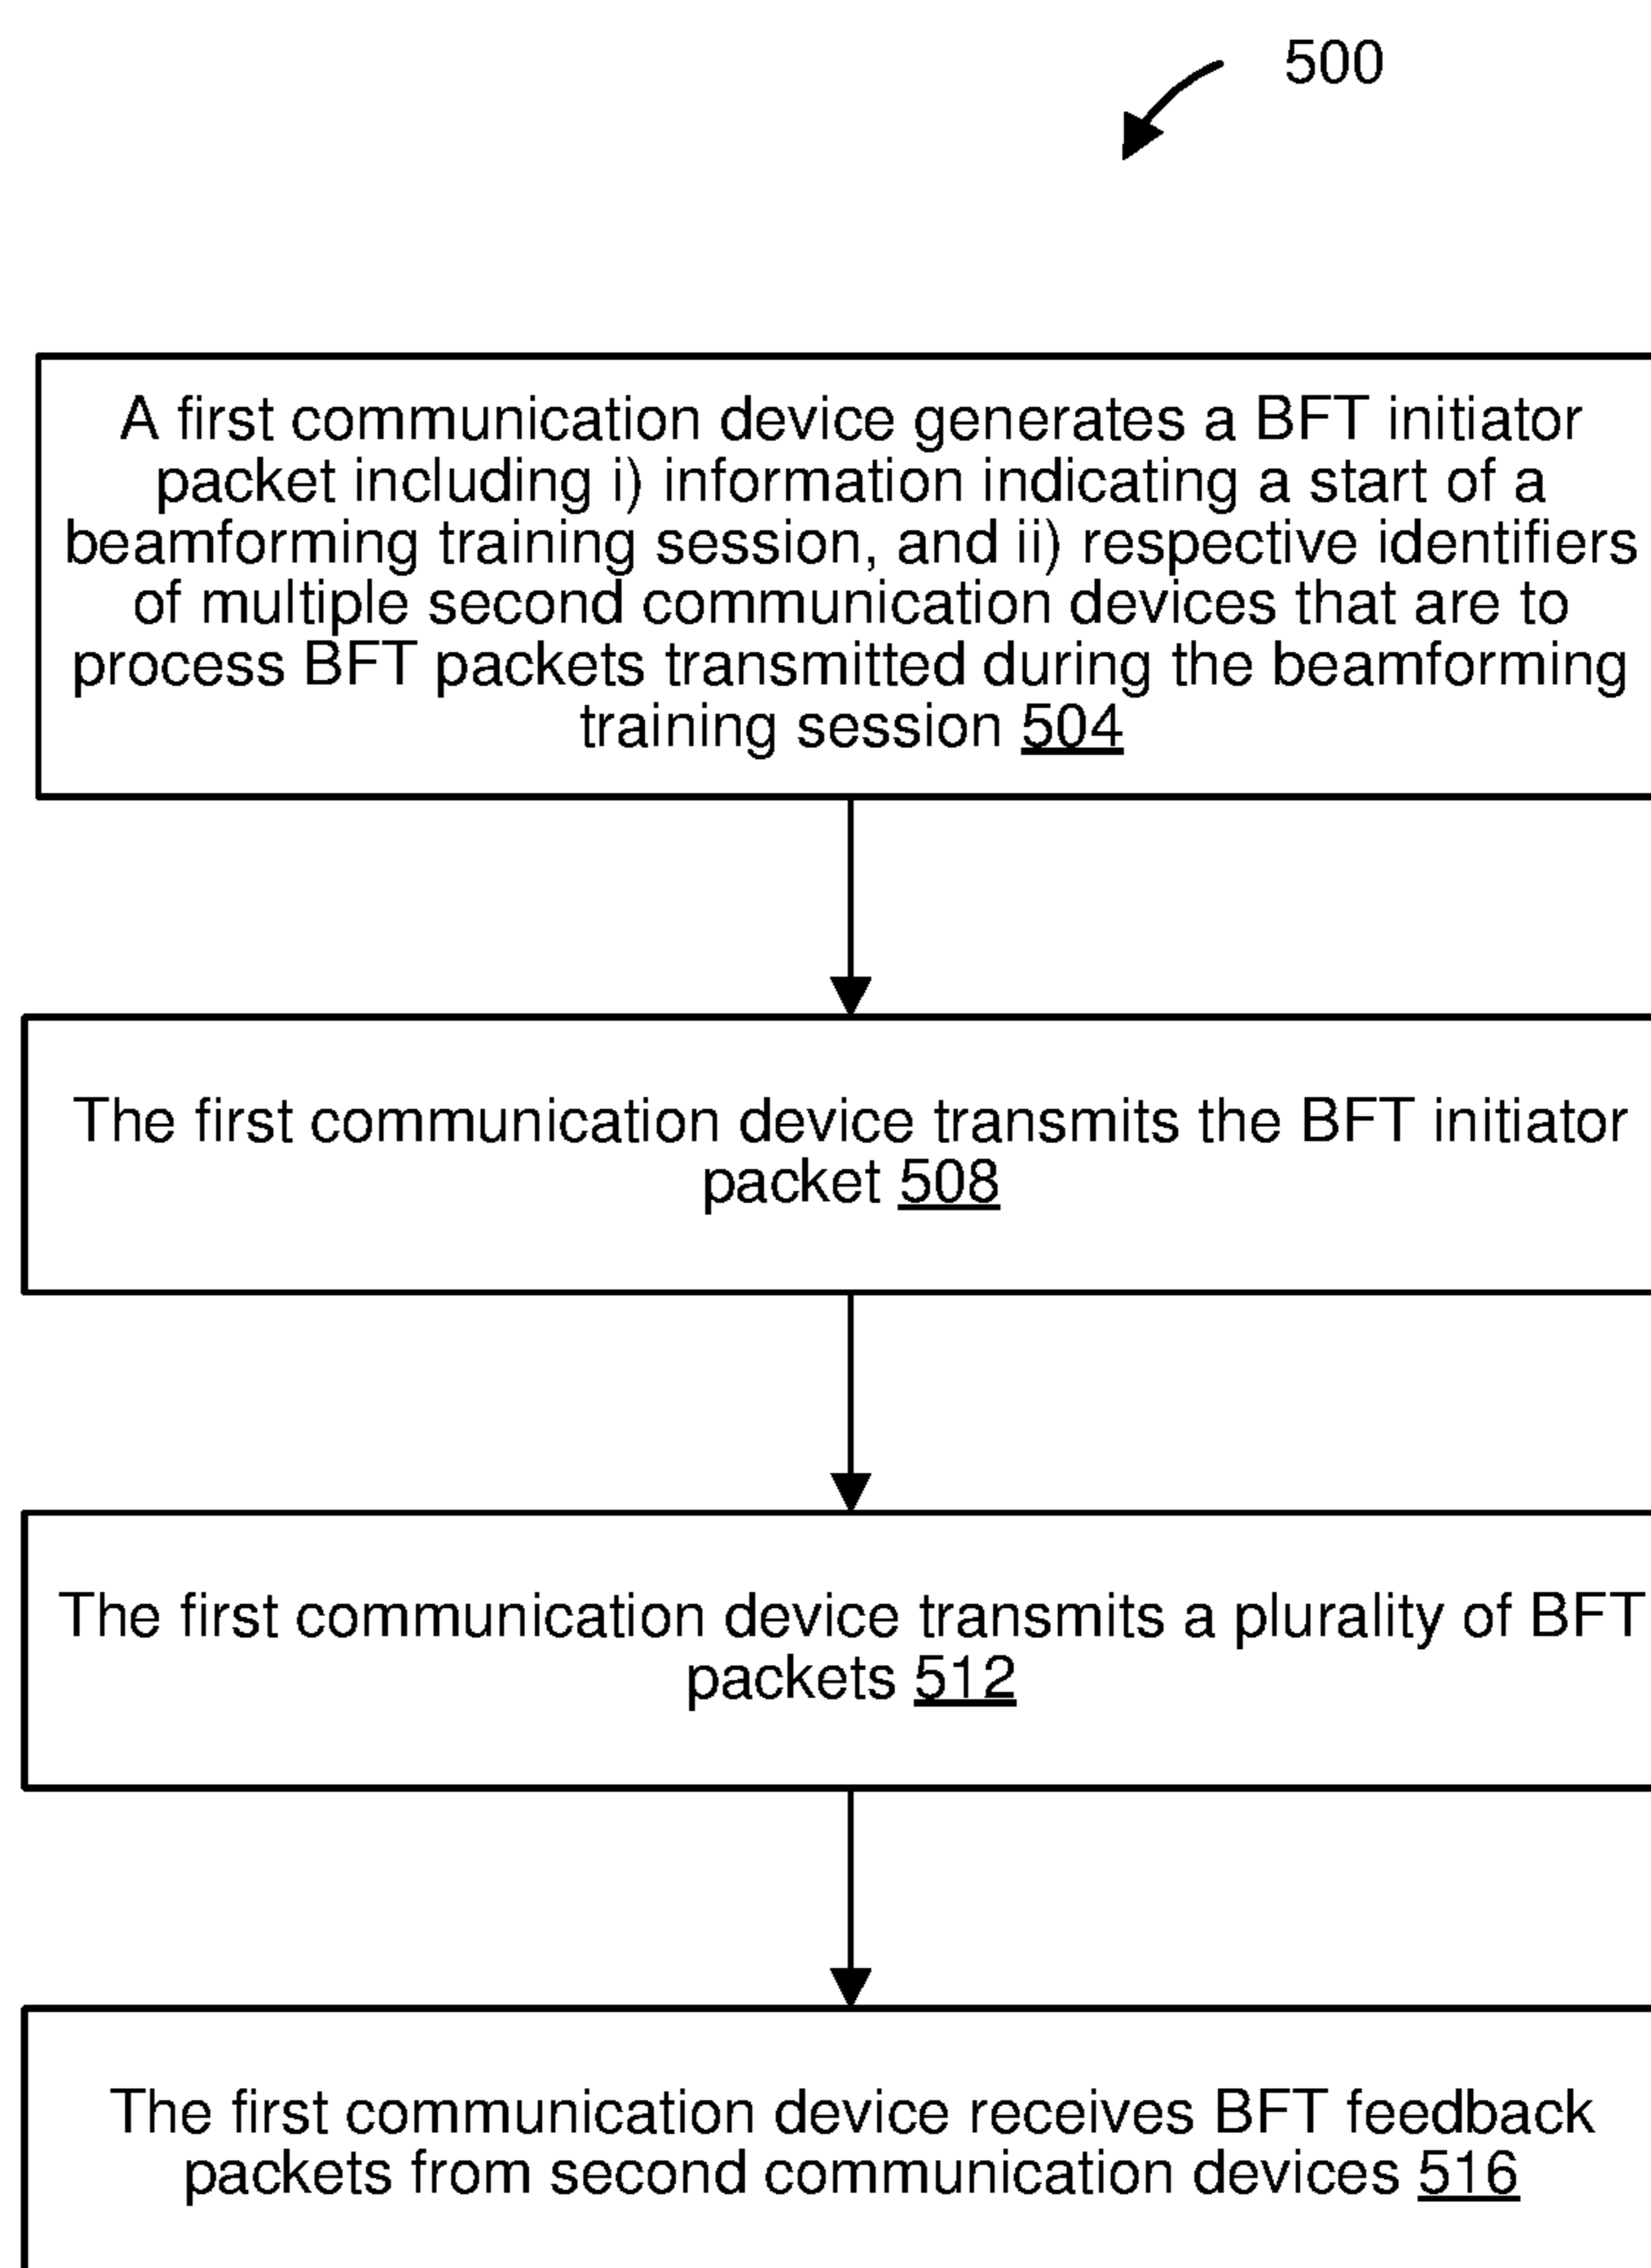 500
A first communication device generates a BFT initiator
packet including i) information indicating a start of a
beamforming training session, and ii) respective identifiers
of multiple second communication devices that are to
process BFT packets transmitted during the beamforming
training session 504
The first communication device transmits the BFT initiator
packet 508
The first communication device transmits a plurality of BFT
packets 512
The first communication device receives BFT feedback
packets from second communication devices 516